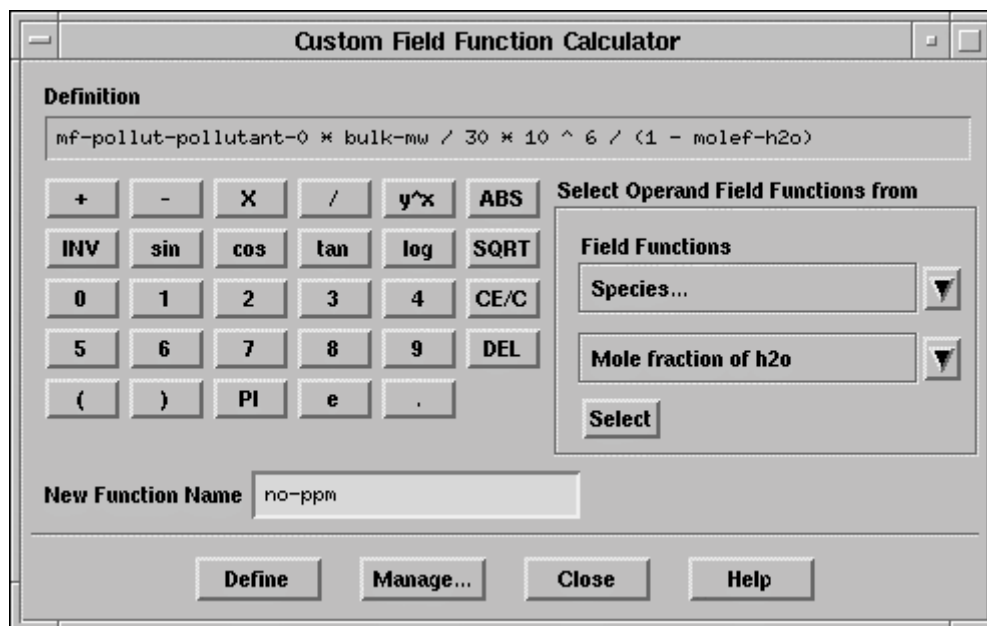 Custom Field Function Calculator
Definition
mf-pollut-pollutant-0 * bulk-mw / 30 * 10 ^ 6 / (1 - molef-h2o)
+ - X / y^x ABS
INV sin cos tan log SQRT
0 1 2 3 4 CE/C
5 6 7 8 9 DEL
( ) PI e .
Select Operand Field Functions from
Field Functions
Species...
Mole fraction of h2o
Select
New Function Name no-ppm
Define Manage... Close Help